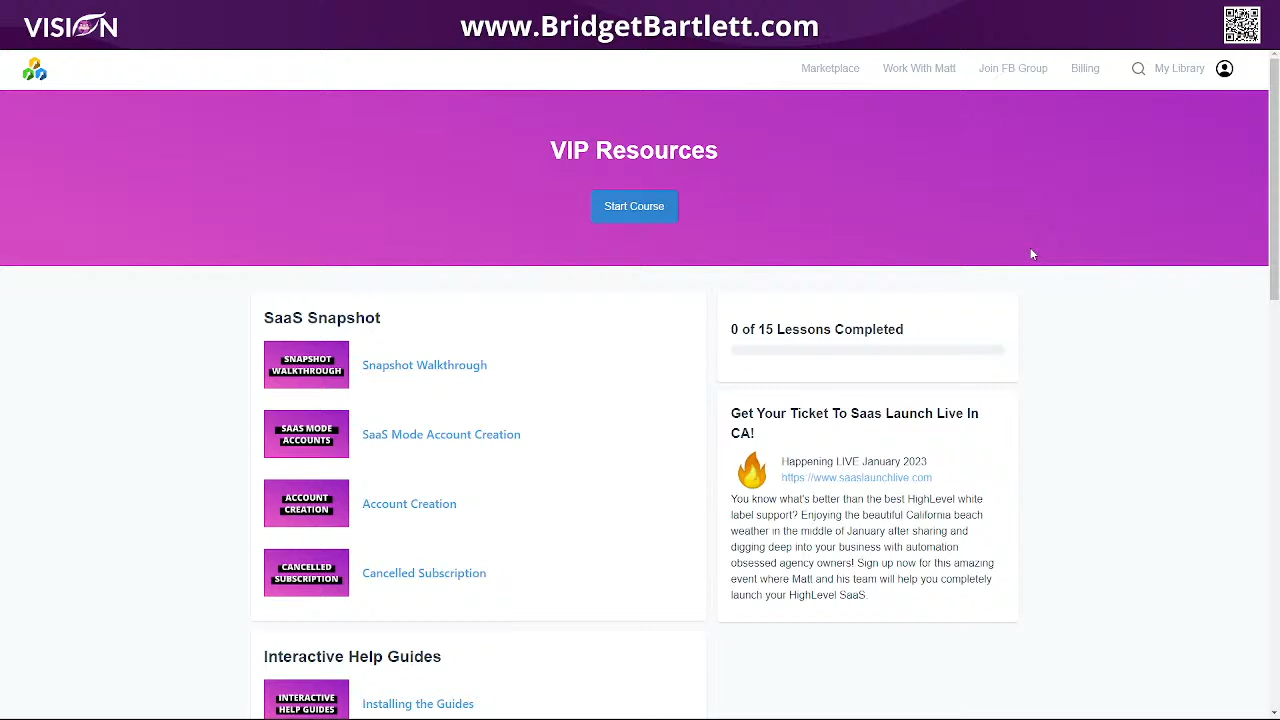 VISION
www.BridgetBartlett.com
Marketplace
Work With Matt
Join FB Group
Billing
My Library
VIP Resources
Start Course
SaaS Snapshot
SNAPSHOT
WALKTHROUGH
Snapshot Walkthrough
SAAS MODE
ACCOUNTS
SaaS Mode Account Creation
ACCOUNT
CREATION
Account Creation
CANCELLED
SUBSCRIPTION
Cancelled Subscription
Interactive Help Guides
INTERACTIVE
HELP GUIDES
Installing the Guides
0 of 15 Lessons Completed
Get Your Ticket To Saas Launch Live In
CA!
Happening LIVE January 2023
https://www.saaslaunchlive.com
You know what's better than the best HighLevel white
label support? Enjoying the beautiful California beach
weather in the middle of January after sharing and
digging deep into your business with automation
obsessed agency owners! Sign up now for this amazing
event where Matt and his team will help you completely
launch your HighLevel SaaS.